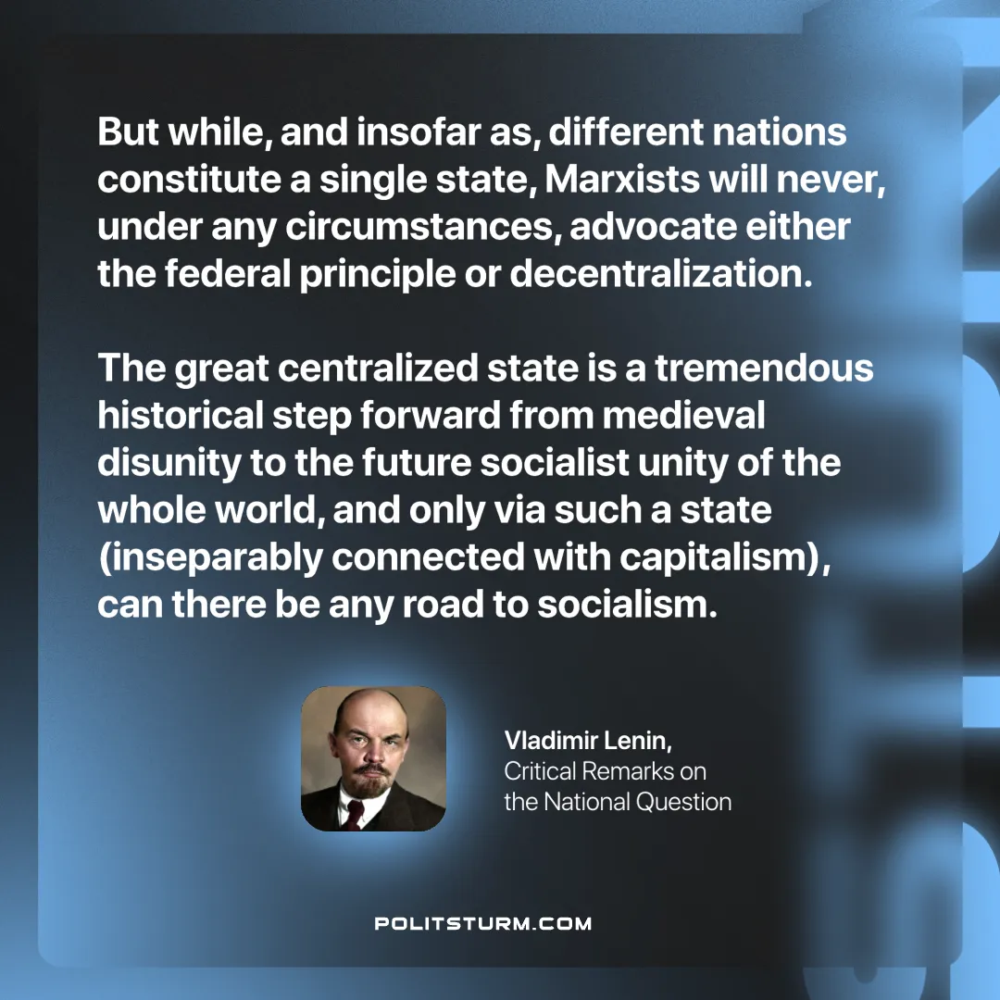 But while, and insofar as, different nations
constitute a single state, Marxists will never,
under any circumstances, advocate either
the federal principle or decentralization.
The great centralized state is a tremendous
historical step forward from medieval
disunity to the future socialist unity of the
whole world, and only via such a state
(inseparably connected with capitalism),
can there be any road to socialism.
Vladimir Lenin,
Critical Remarks on
the National Question
POLITSTURM.COM